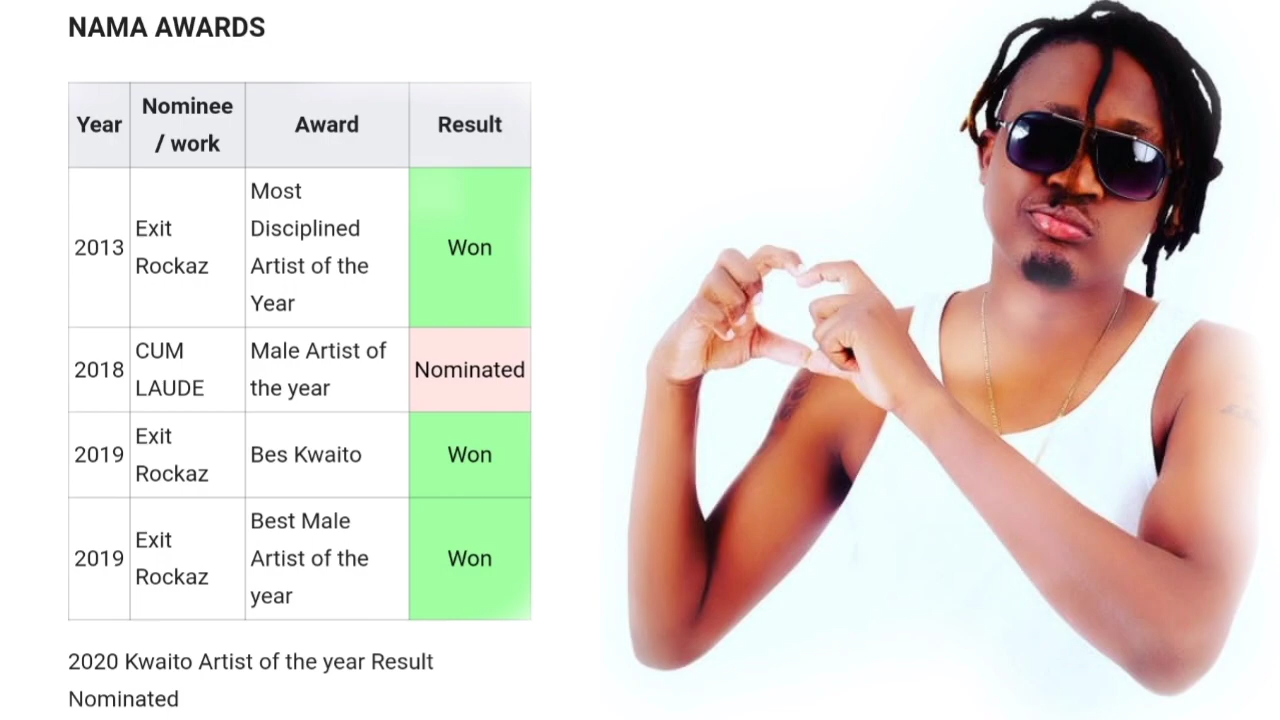 NAMA AWARDS
Year
Nominee
/ work
Award
Result
2013
Exit
Rockaz
Most
Disciplined
Artist of the
Year
Won
2018
CUM
LAUDE
Male Artist of
the year
Nominated
2019
Exit
Rockaz
Bes Kwaito
Won
2019
Exit
Rockaz
Best Male
Artist of the
year
Won
2020 Kwaito Artist of the year Result
Nominated